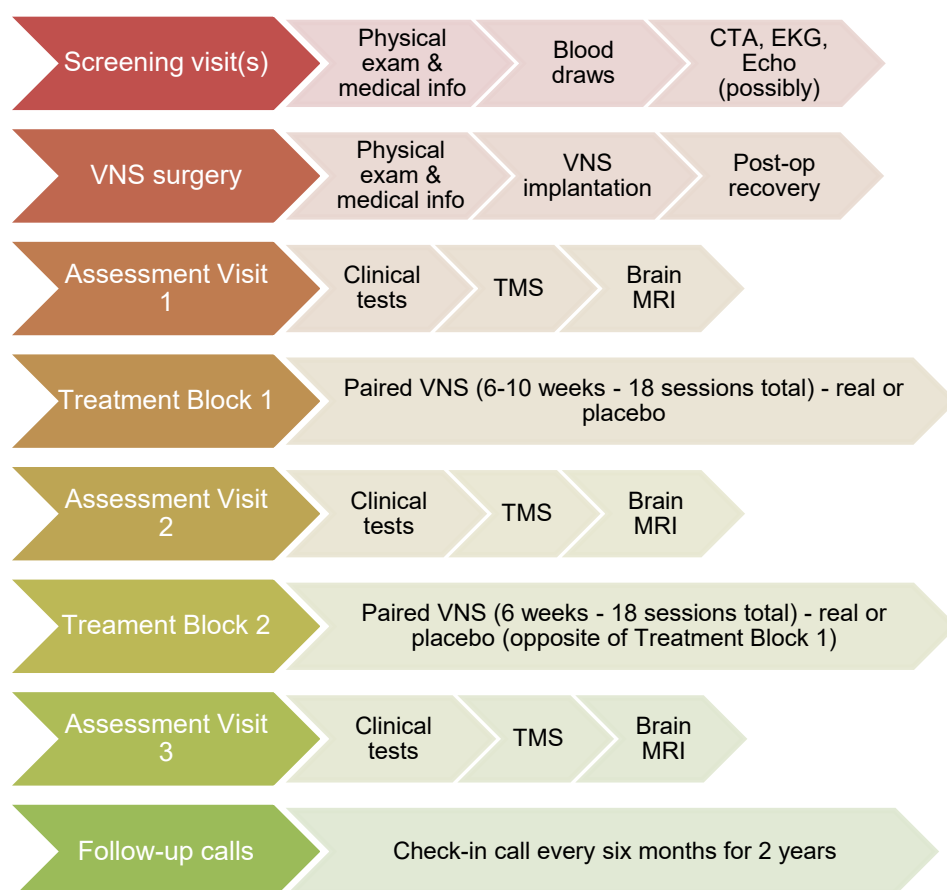 Screening visit(s)
Physical
exam &
medical info
Blood
draws
CTA, EKG,
Echo
(possibly)
VNS surgery
Physical
exam &
medical info
VNS
implantation
Post-op
recovery
Assessment Visit
1
Clinical
tests
TMS
Brain
MRI
Treatment Block 1
Paired VNS (6-10 weeks - 18 sessions total) - real or
placebo
Assessment Visit
2
Clinical
tests
TMS
Brain
MRI
Treament Block 2
Paired VNS (6 weeks - 18 sessions total) - real or
placebo (opposite of Treatment Block 1)
Assessment Visit
3
Clinical
tests
TMS
Brain
MRI
Follow-up calls
Check-in call every six months for 2 years